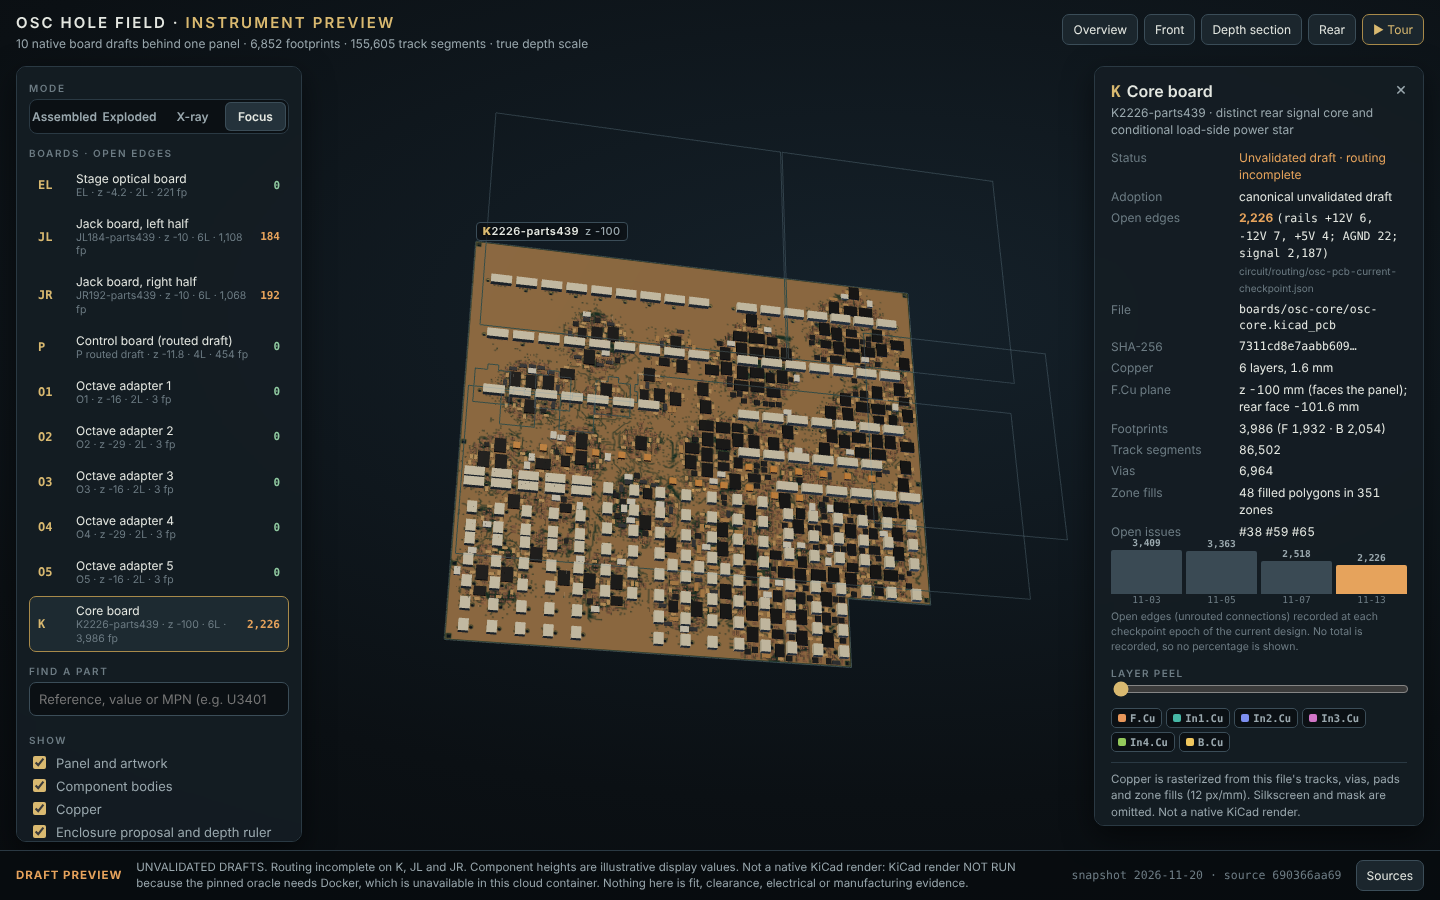 OSC HOLE FIELD · INSTRUMENT PREVIEW
10 native board drafts behind one panel · 6,852 footprints · 155,605 track segments · true depth scale
Overview
Front
Depth section
Rear
▶ Tour
MODE
Assembled
Exploded
X-ray
Focus
BOARDS · OPEN EDGES
EL
Stage optical board
EL · z -4.2 · 2L · 221 fp
0
JL
Jack board, left half
JL184-parts439 · z -10 · 6L · 1,108
fp
184
JR
Jack board, right half
JR192-parts439 · z -10 · 6L · 1,068
fp
192
P
Control board (routed draft)
P routed draft · z -11.8 · 4L · 454 fp
0
O1
Octave adapter 1
O1 · z -16 · 2L · 3 fp
0
O2
Octave adapter 2
O2 · z -29 · 2L · 3 fp
0
O3
Octave adapter 3
O3 · z -16 · 2L · 3 fp
0
O4
Octave adapter 4
O4 · z -29 · 2L · 3 fp
0
O5
Octave adapter 5
O5 · z -16 · 2L · 3 fp
0
K
Core board
K2226-parts439 · z -100 · 6L ·
3,986 fp
2,226
FIND A PART
Reference, value or MPN (e.g. U3401
SHOW
Panel and artwork
Component bodies
Copper
Enclosure proposal and depth ruler
K2226-parts439 z -100
K Core board
×
K2226-parts439 · distinct rear signal core and
conditional load-side power star
Status
Unvalidated draft · routing
incomplete
Adoption
canonical unvalidated draft
Open edges
2,226 (rails +12V 6,
-12V 7, +5V 4; AGND 22;
signal 2,187)
circuit/routing/osc-pcb-current-
checkpoint.json
File
boards/osc-core/osc-
core.kicad_pcb
SHA-256
7311cd8e7aabb609…
Copper
6 layers, 1.6 mm
F.Cu plane
z -100 mm (faces the panel);
rear face -101.6 mm
Footprints
3,986 (F 1,932 · B 2,054)
Track segments
86,502
Vias
6,964
Zone fills
48 filled polygons in 351
zones
Open issues
#38 #59 #65
3,409
3,363
2,518
2,226
11-03
11-05
11-07
11-13
Open edges (unrouted connections) recorded at each
checkpoint epoch of the current design. No total is
recorded, so no percentage is shown.
LAYER PEEL
F.Cu
In1.Cu
In2.Cu
In3.Cu
In4.Cu
B.Cu
Copper is rasterized from this file's tracks, vias, pads
and zone fills (12 px/mm). Silkscreen and mask are
omitted. Not a native KiCad render.
DRAFT PREVIEW
UNVALIDATED DRAFTS. Routing incomplete on K, JL and JR. Component heights are illustrative display values. Not a native KiCad render: KiCad render NOT RUN
because the pinned oracle needs Docker, which is unavailable in this cloud container. Nothing here is fit, clearance, electrical or manufacturing evidence.
snapshot 2026-11-20 · source 690366aa69
Sources